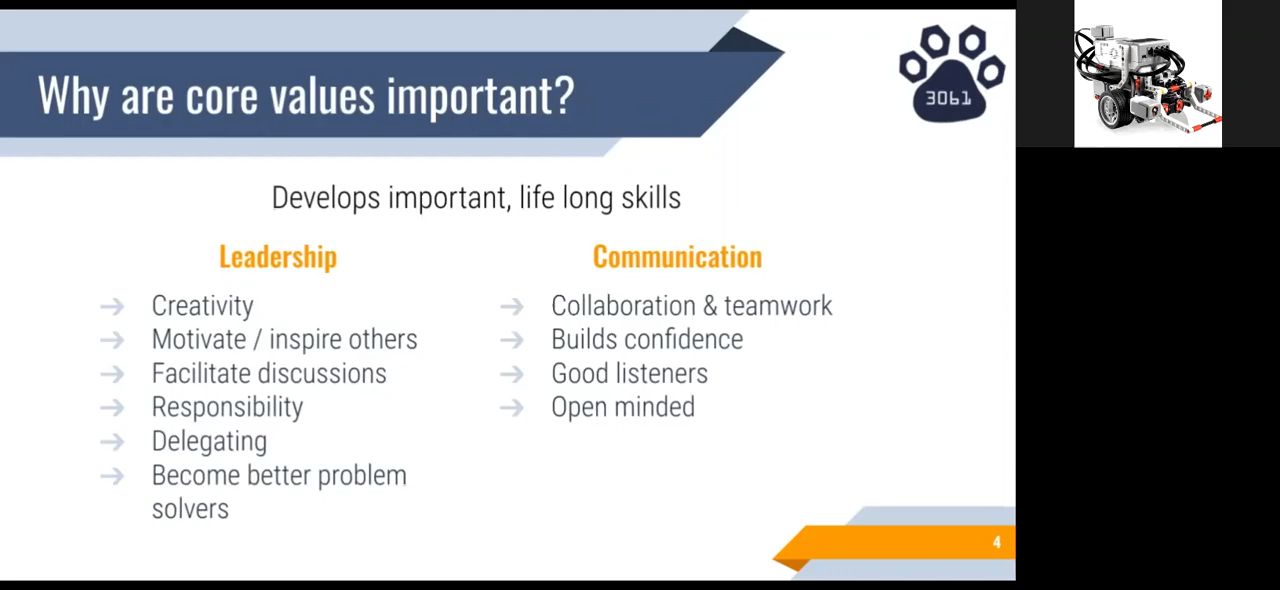 Why are core values important?
3061
Develops important, life long skills
Leadership
Creativity
Motivate / inspire others
Facilitate discussions
Responsibility
Delegating
Become better problem
solvers
Communication
Collaboration & teamwork
Builds confidence
Good listeners
Open minded
4